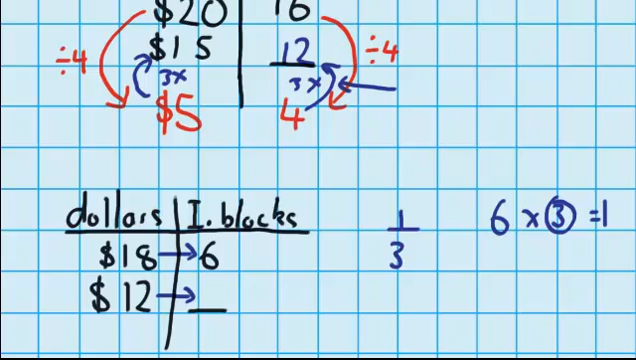 $20 16
÷4 $15 12 ÷4
3x 3x
$5 4
dollars I. blocks
$18 6
$12 __
1
3
6 x 3 = 1